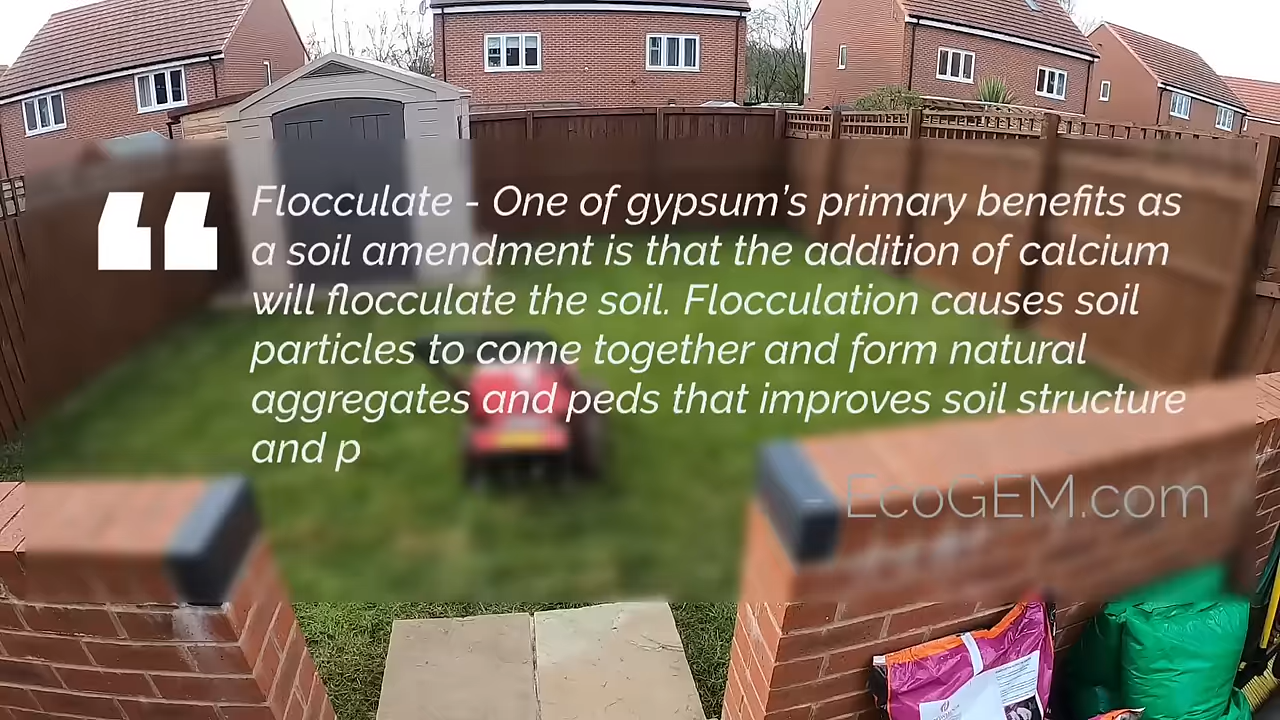 “
Flocculate - One of gypsum’s primary benefits as
a soil amendment is that the addition of calcium
will flocculate the soil. Flocculation causes soil
particles to come together and form natural
aggregates and peds that improves soil structure
and p
- EcoGEM.com